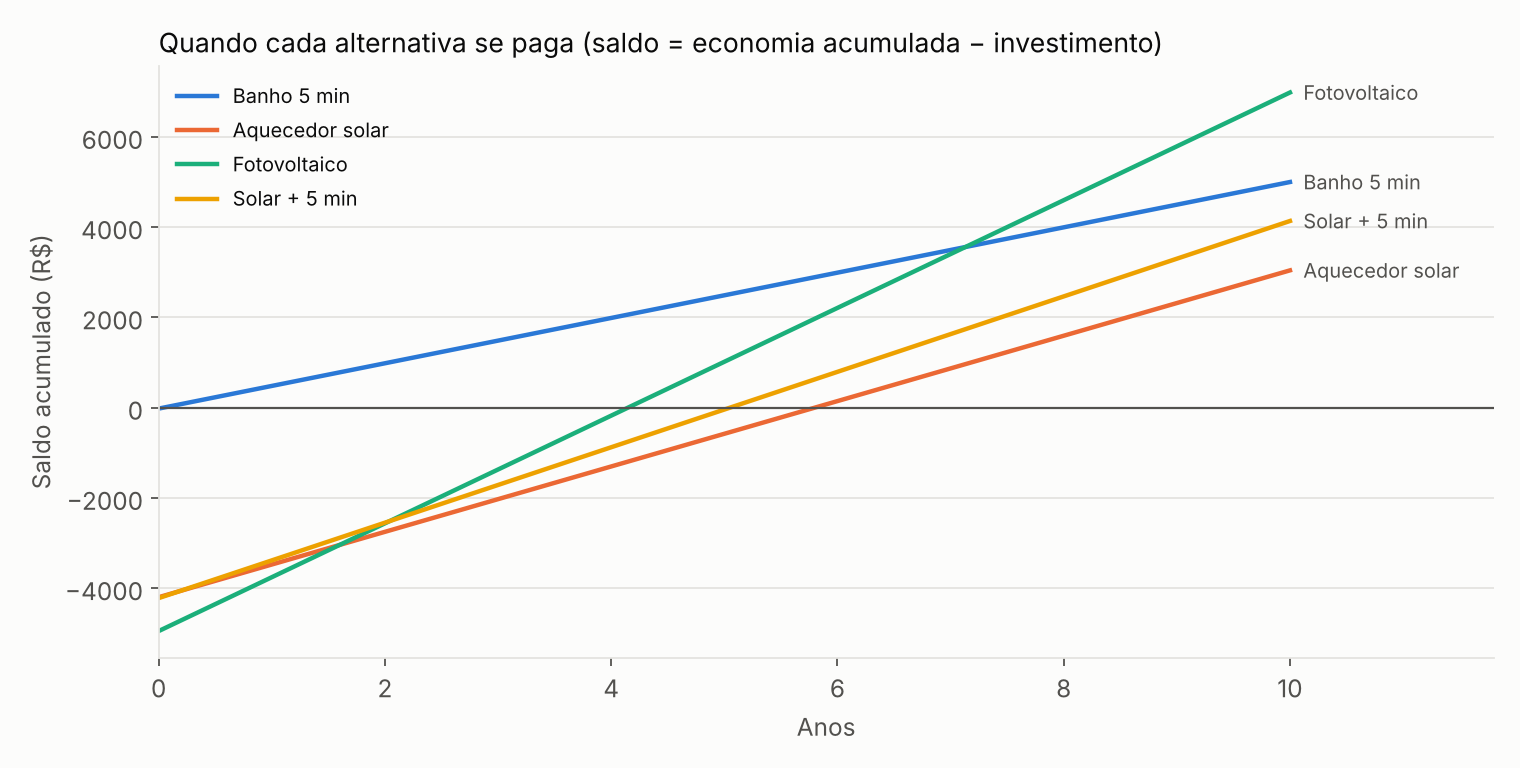 Quando cada alternativa se paga (saldo = economia acumulada − investimento)
Banho 5 min
Aquecedor solar
Fotovoltaico
Solar + 5 min
Fotovoltaico
Banho 5 min
Solar + 5 min
Aquecedor solar
Saldo acumulado (R$)
6000
4000
2000
0
−2000
−4000
0 2 4 6 8 10
Anos